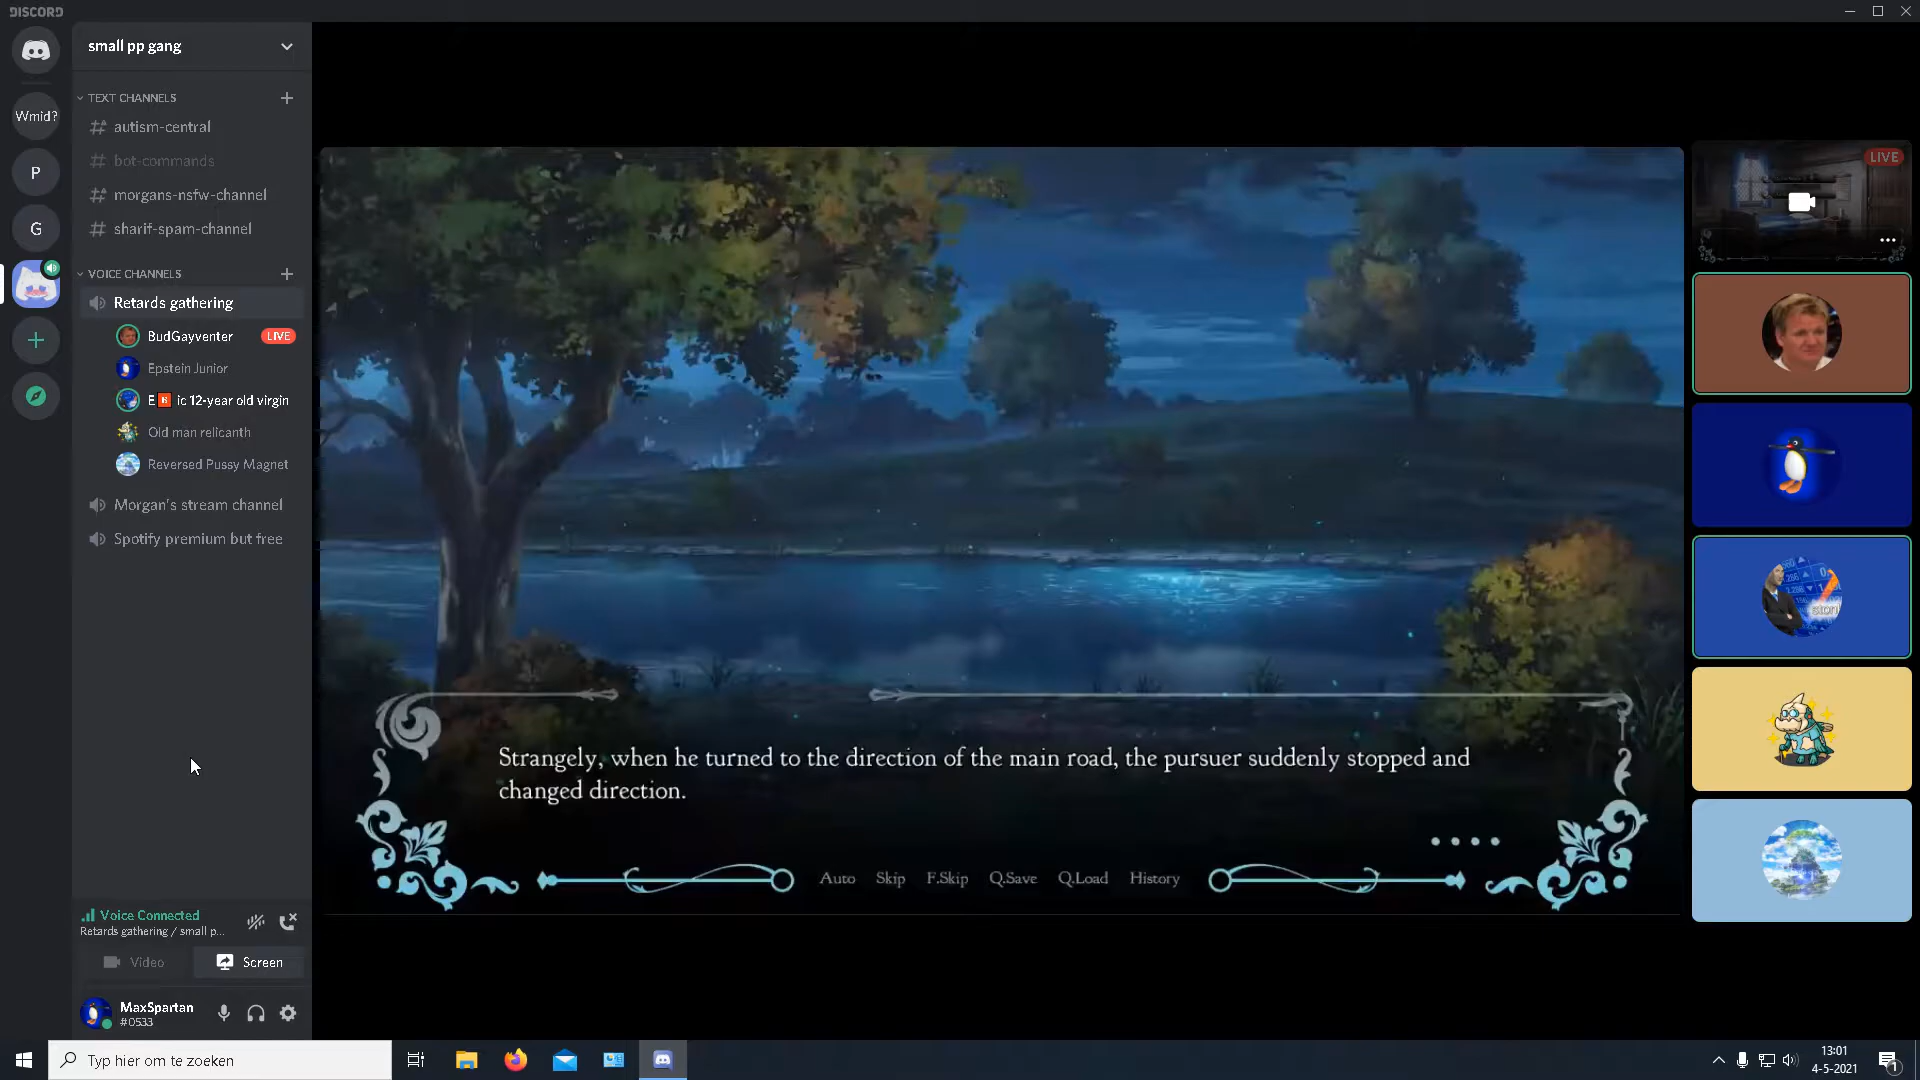 DISCORD
small pp gang
Wmid?
P
G
TEXT CHANNELS
autism-central
bot-commands
morgans-nsfw-channel
sharif-spam-channel
VOICE CHANNELS
Retards gathering
BudGayventer LIVE
Epstein Junior
E B ic 12-year old virgin
Old man relicanth
Reversed Pussy Magnet
Morgan's stream channel
Spotify premium but free
LIVE
Strangely, when he turned to the direction of the main road, the pursuer suddenly stopped and
changed direction.
Auto Skip F.Skip Q.Save Q.Load History
Voice Connected
Retards gathering / small p...
Video Screen
MaxSpartan
#0533
Typ hier om te zoeken
13:01
4-5-2021
1